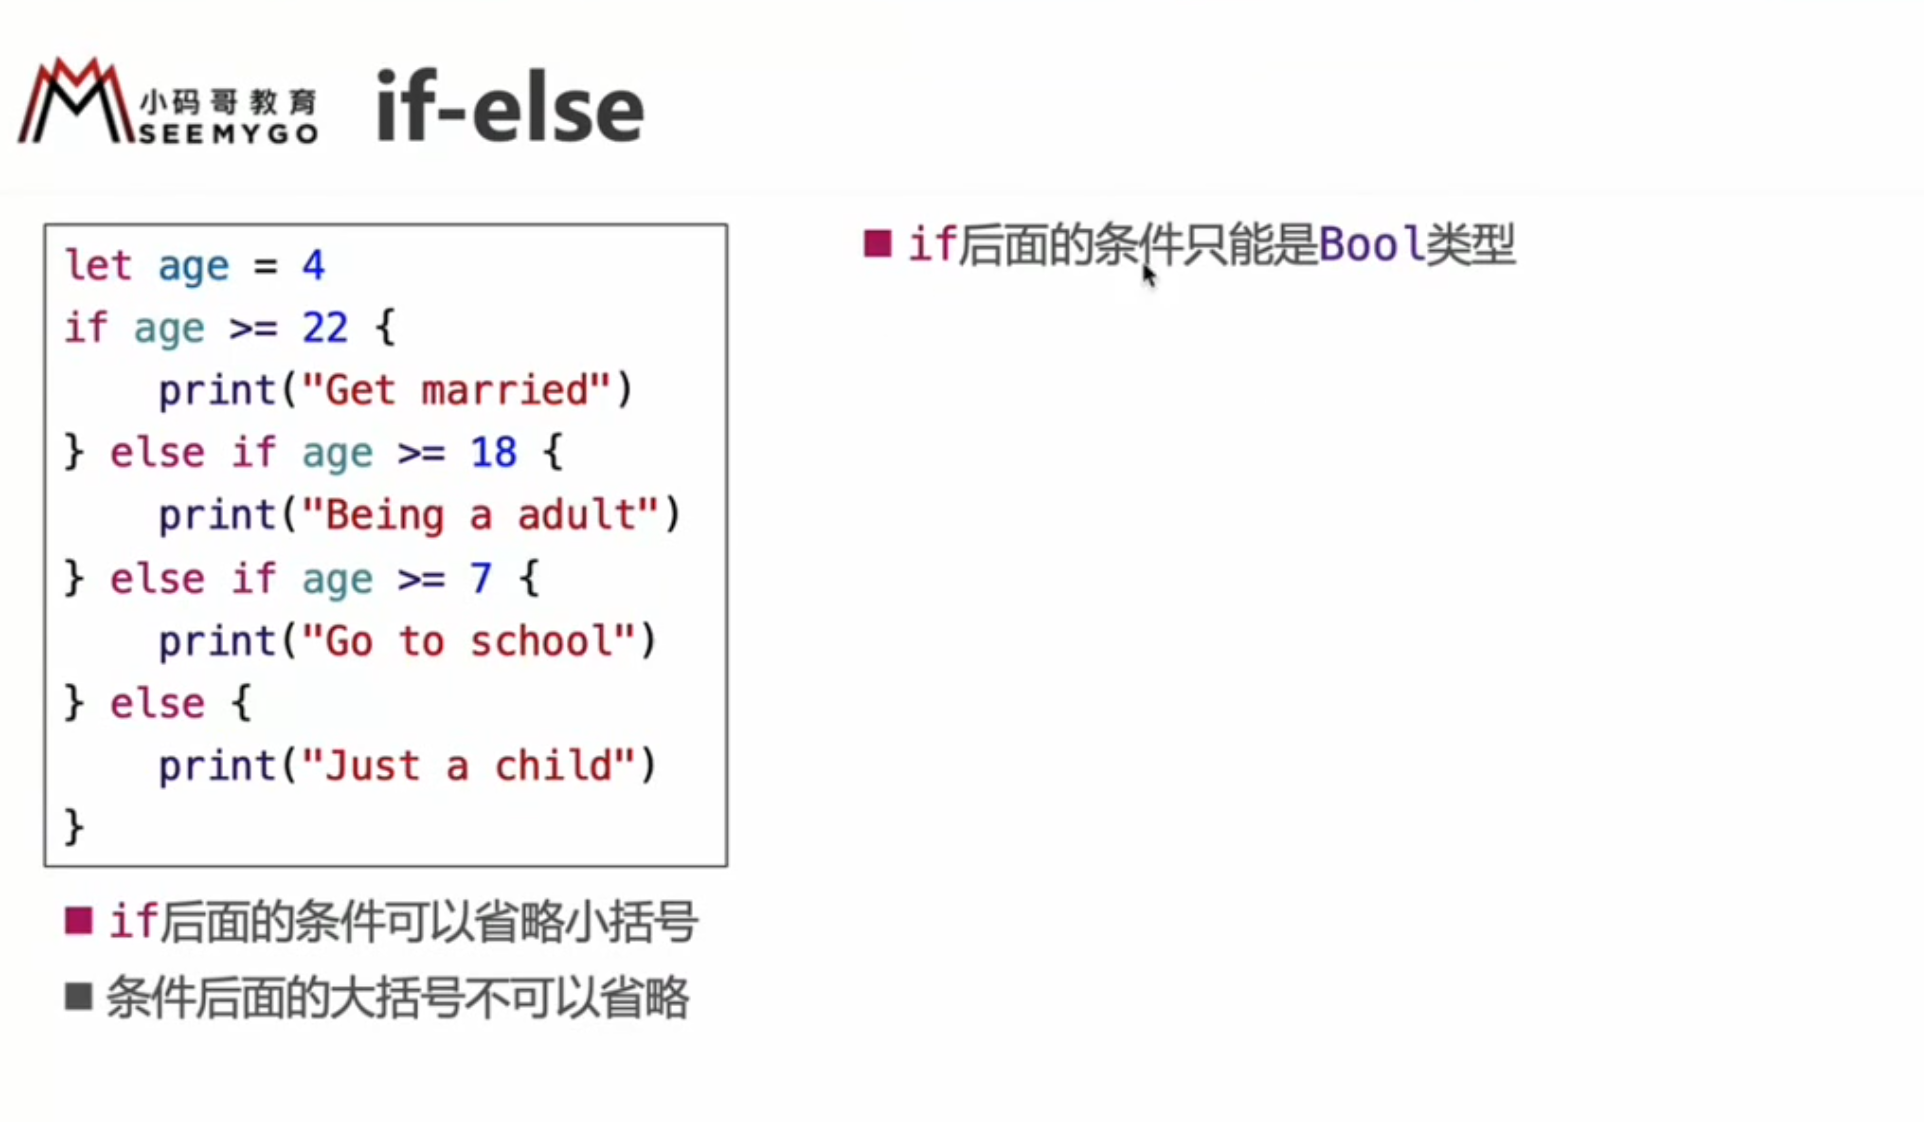 小码哥教育
SEEMYGO
if-else
let age = 4
if age >= 22 {
    print("Get married")
} else if age >= 18 {
    print("Being a adult")
} else if age >= 7 {
    print("Go to school")
} else {
    print("Just a child")
}
if后面的条件可以省略小括号
条件后面的大括号不可以省略
if后面的条件只能是Bool类型